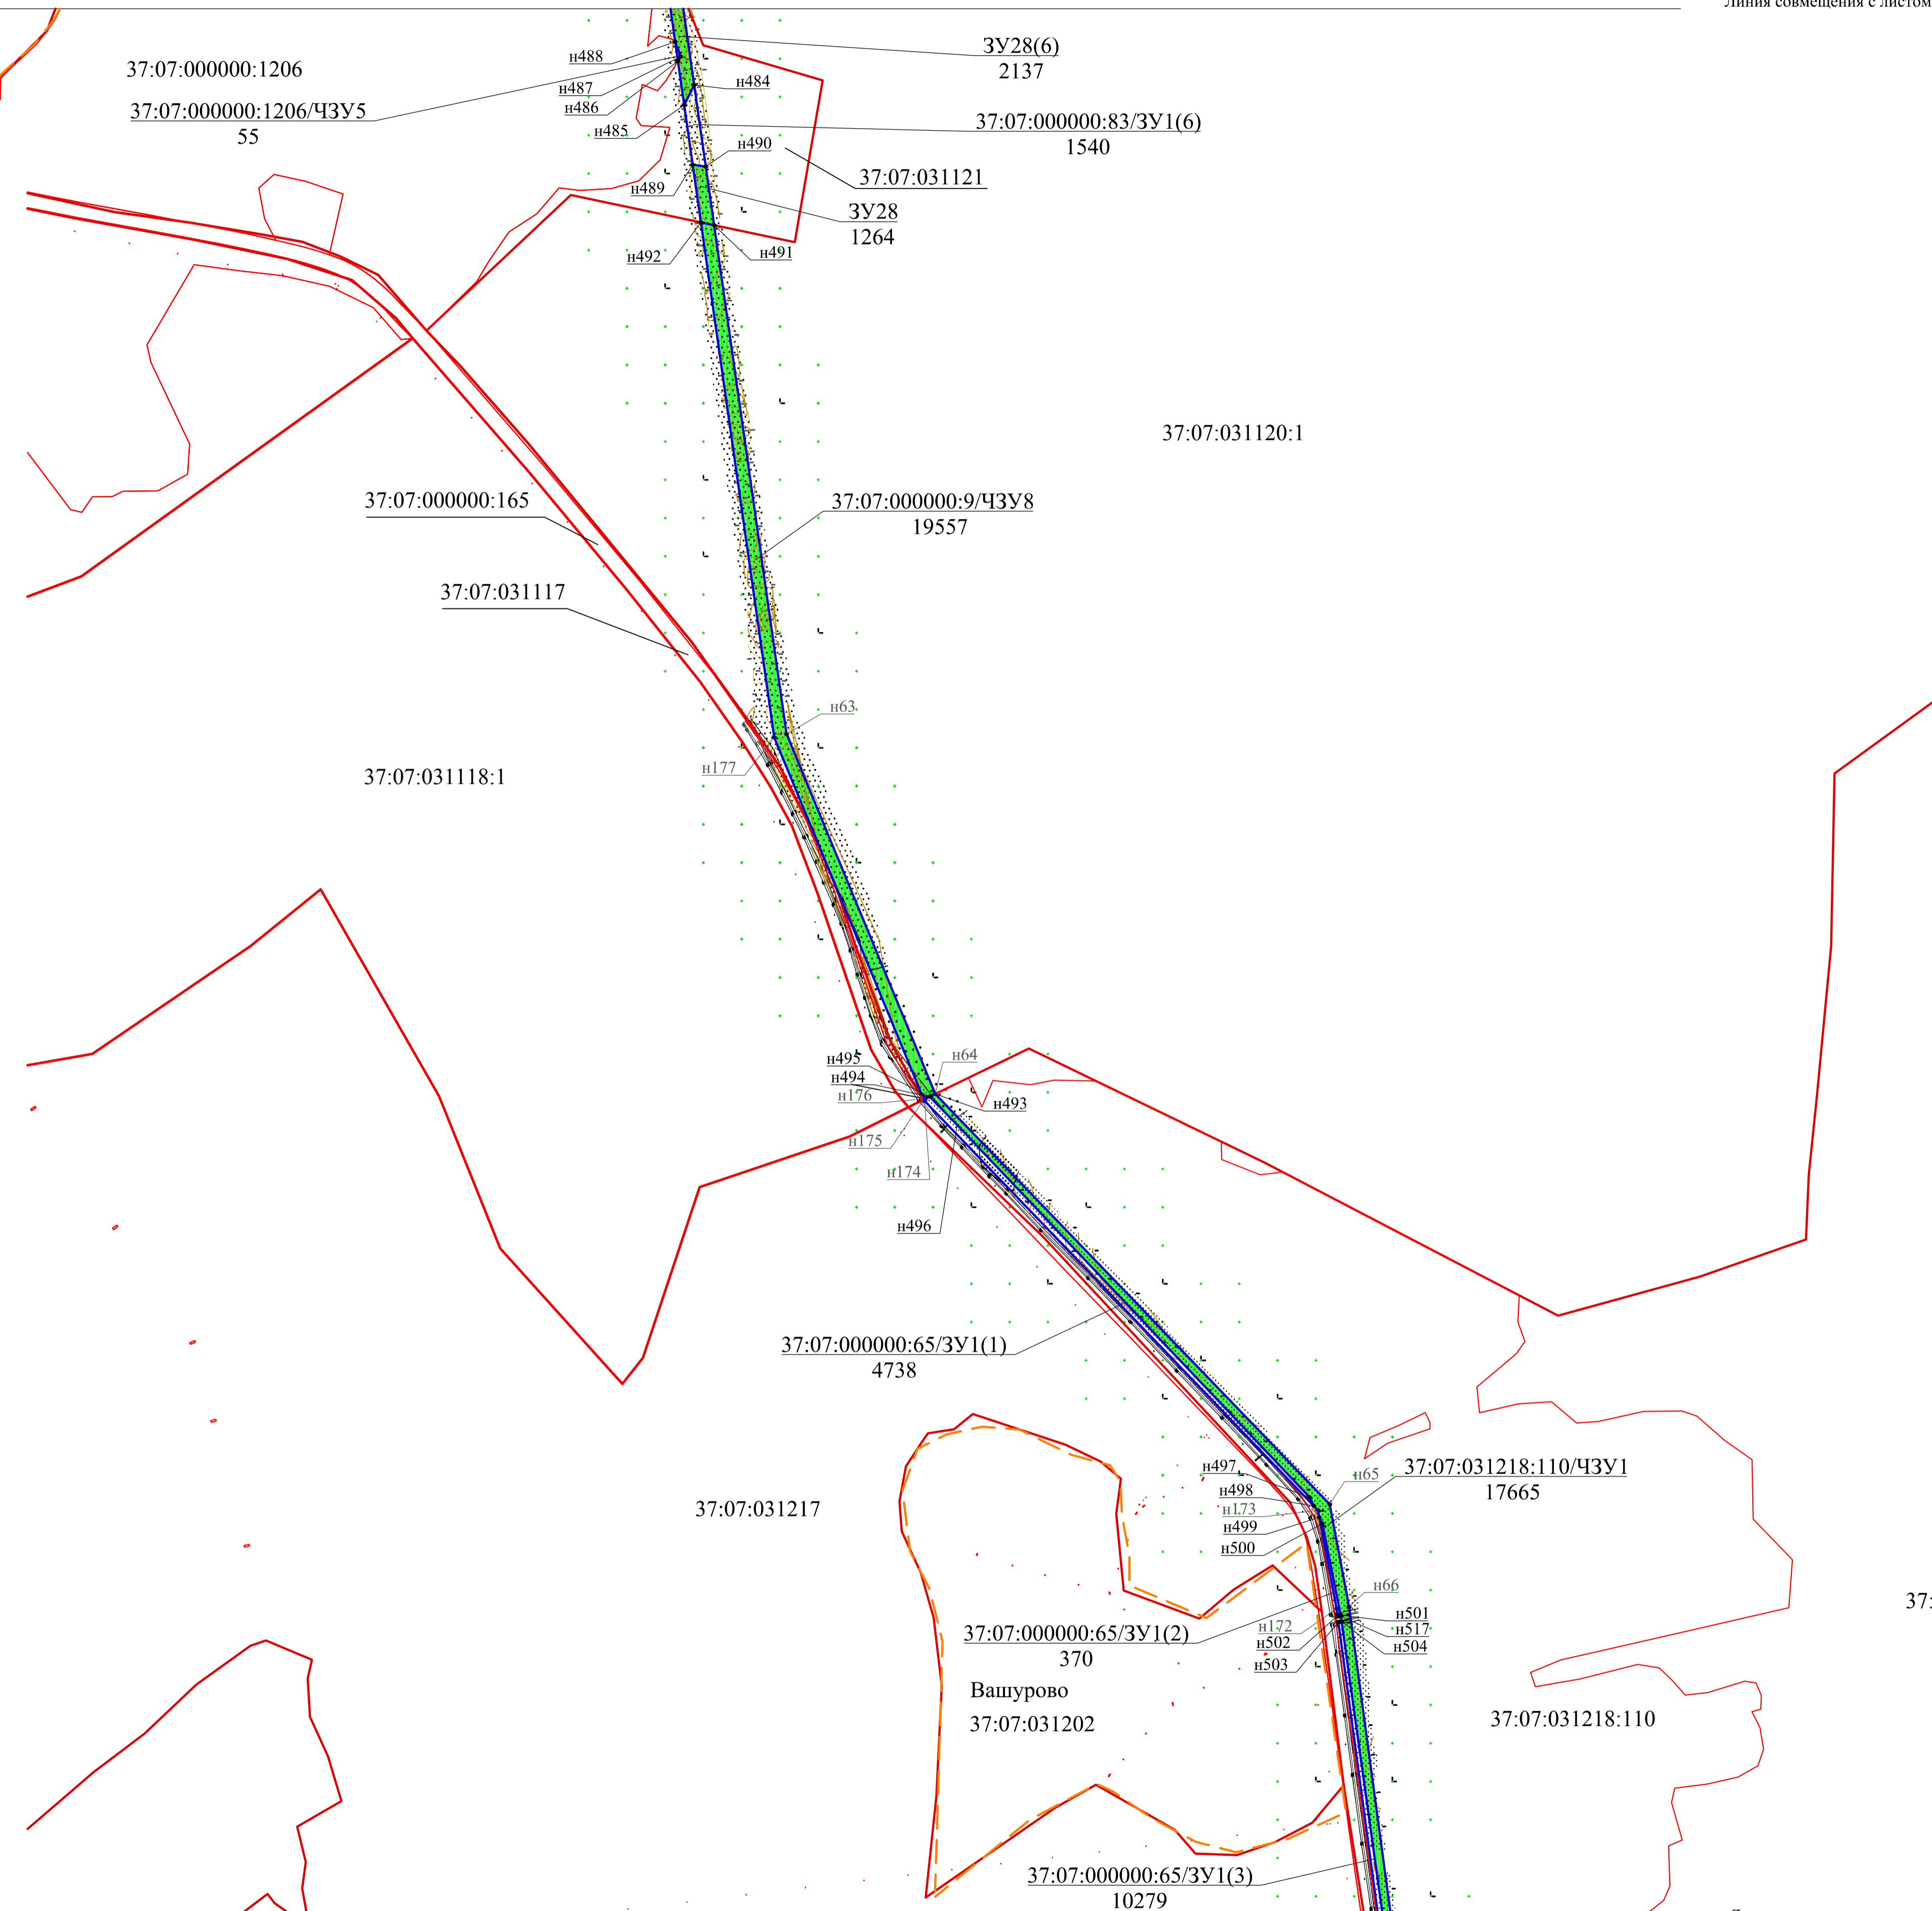 Линия совмещения с листом
ЗУ28(6)
2137
н488
37:07:000000:1206
н484
н487
н486
37:07:000000:1206/ЧЗУ5
55
н485
37:07:000000:83/ЗУ1(6)
1540
н490
37:07:031121
н489
ЗУ28
1264
н492
н491
37:07:031120:1
37:07:000000:165
37:07:000000:9/ЧЗУ8
19557
37:07:031117
н63
н177
37:07:031118:1
н495
н64
н494
н176
н493
н175
н174
н496
37:07:000000:65/ЗУ1(1)
4738
н497
н65
37:07:031218:110/ЧЗУ1
17665
н498
н173
н499
н500
37:07:031217
н66
37:
н501
н172
н517
н502
н504
н503
37:07:000000:65/ЗУ1(2)
370
Вашурово
37:07:031202
37:07:031218:110
37:07:000000:65/ЗУ1(3)
10279